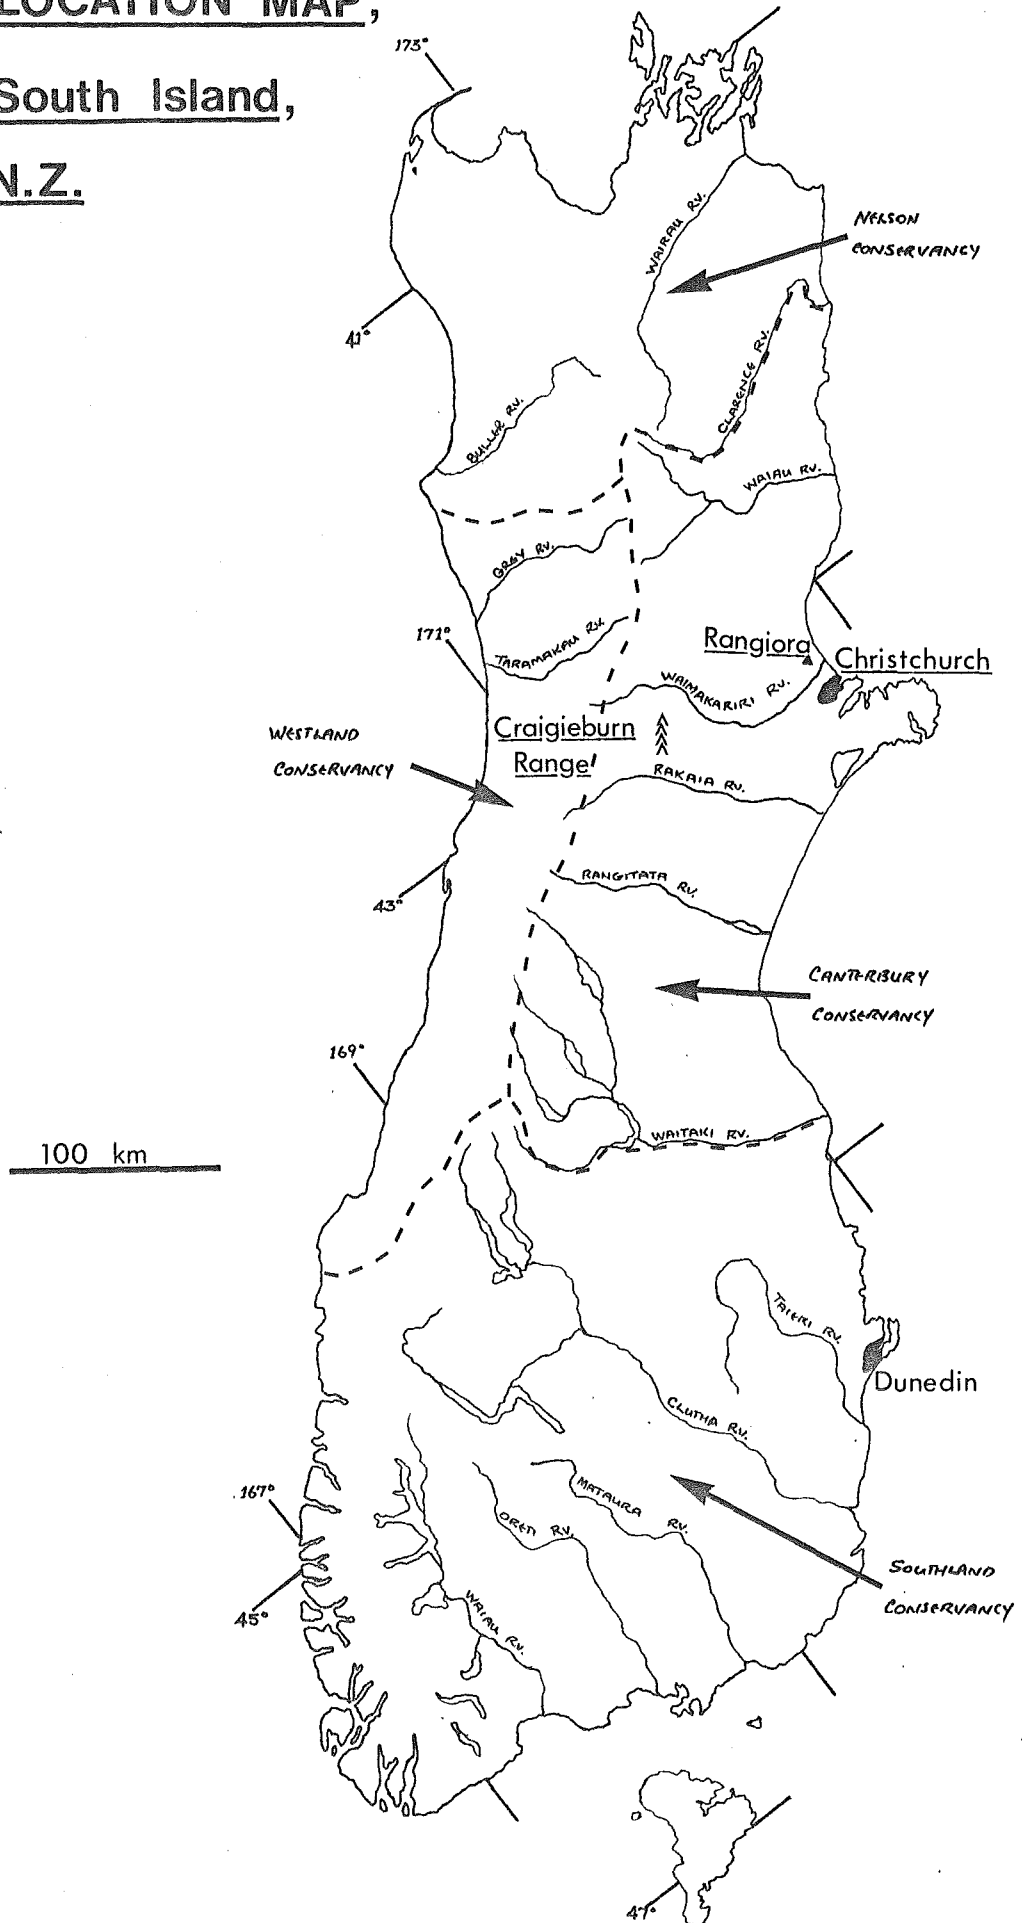 LOCATION MAP,
South Island,
N.Z.
173°
WAIRAU RV.
NELSON
CONSERVANCY
41°
CLARENCE RV.
BULLER RV.
WAIAU RV.
GREY RV.
171°
TARAMAKAU RV.
Rangiora
Christchurch
WAIMAKARIRI RV.
Craigieburn
Range
WESTLAND
CONSERVANCY
RAKAIA RV.
43°
RANGITATA RV.
CANTERBURY
CONSERVANCY
169°
100 km
WAITAKI RV.
TAIERI RV.
Dunedin
CLUTHA RV.
167°
MATAURA RV.
ORETI RV.
SOUTHLAND
CONSERVANCY
45°
WAIAU RV.
47°